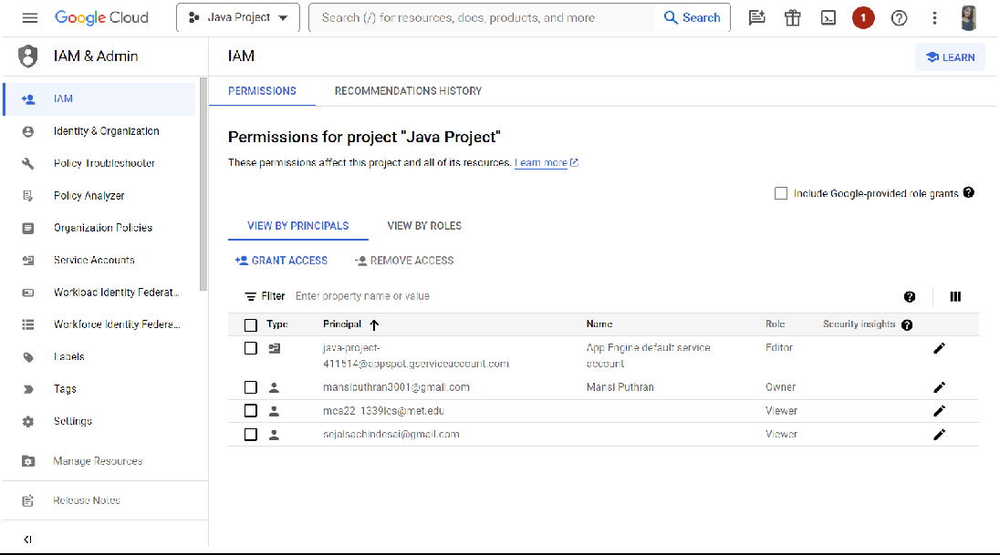 Google Cloud
Java Project
Search (/) for resources, docs, products, and more
Search
1
IAM & Admin
IAM
LEARN
IAM
Identity & Organization
Policy Troubleshooter
Policy Analyzer
Organization Policies
Service Accounts
Workload Identity Federat...
Workforce Identity Federa...
Labels
Tags
Settings
Manage Resources
Release Notes
PERMISSIONS
RECOMMENDATIONS HISTORY
Permissions for project "Java Project"
These permissions affect this project and all of its resources. Learn more
Include Google-provided role grants
VIEW BY PRINCIPALS
VIEW BY ROLES
GRANT ACCESS
REMOVE ACCESS
Filter Enter property name or value
Type Principal Name Role Security insights
java-project-
411514@appspot.gserviceaccount.com
App Engine default service
account
Editor
mansiputhran3001@gmail.com Mansi Puthran Owner
mca22_1339ics@met.edu Viewer
sejalsachindesai@gmail.com Viewer